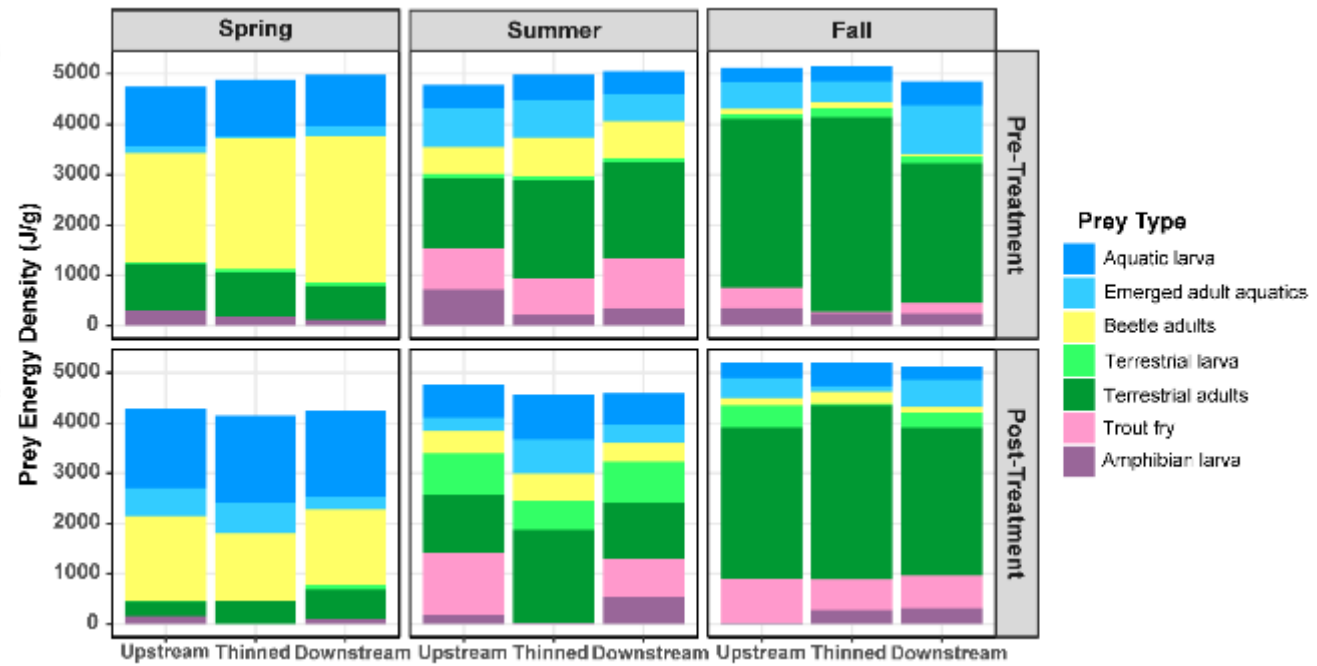 Spring Summer Fall
5000
4000
3000
2000
1000
0
Pre-Treatment
5000
4000
3000
2000
1000
0
Post-Treatment
Prey Energy Density (J/g)
Upstream Thinned Downstream Upstream Thinned Downstream Upstream Thinned Downstream
Prey Type
Aquatic larva
Emerged adult aquatics
Beetle adults
Terrestrial larva
Terrestrial adults
Trout fry
Amphibian larva